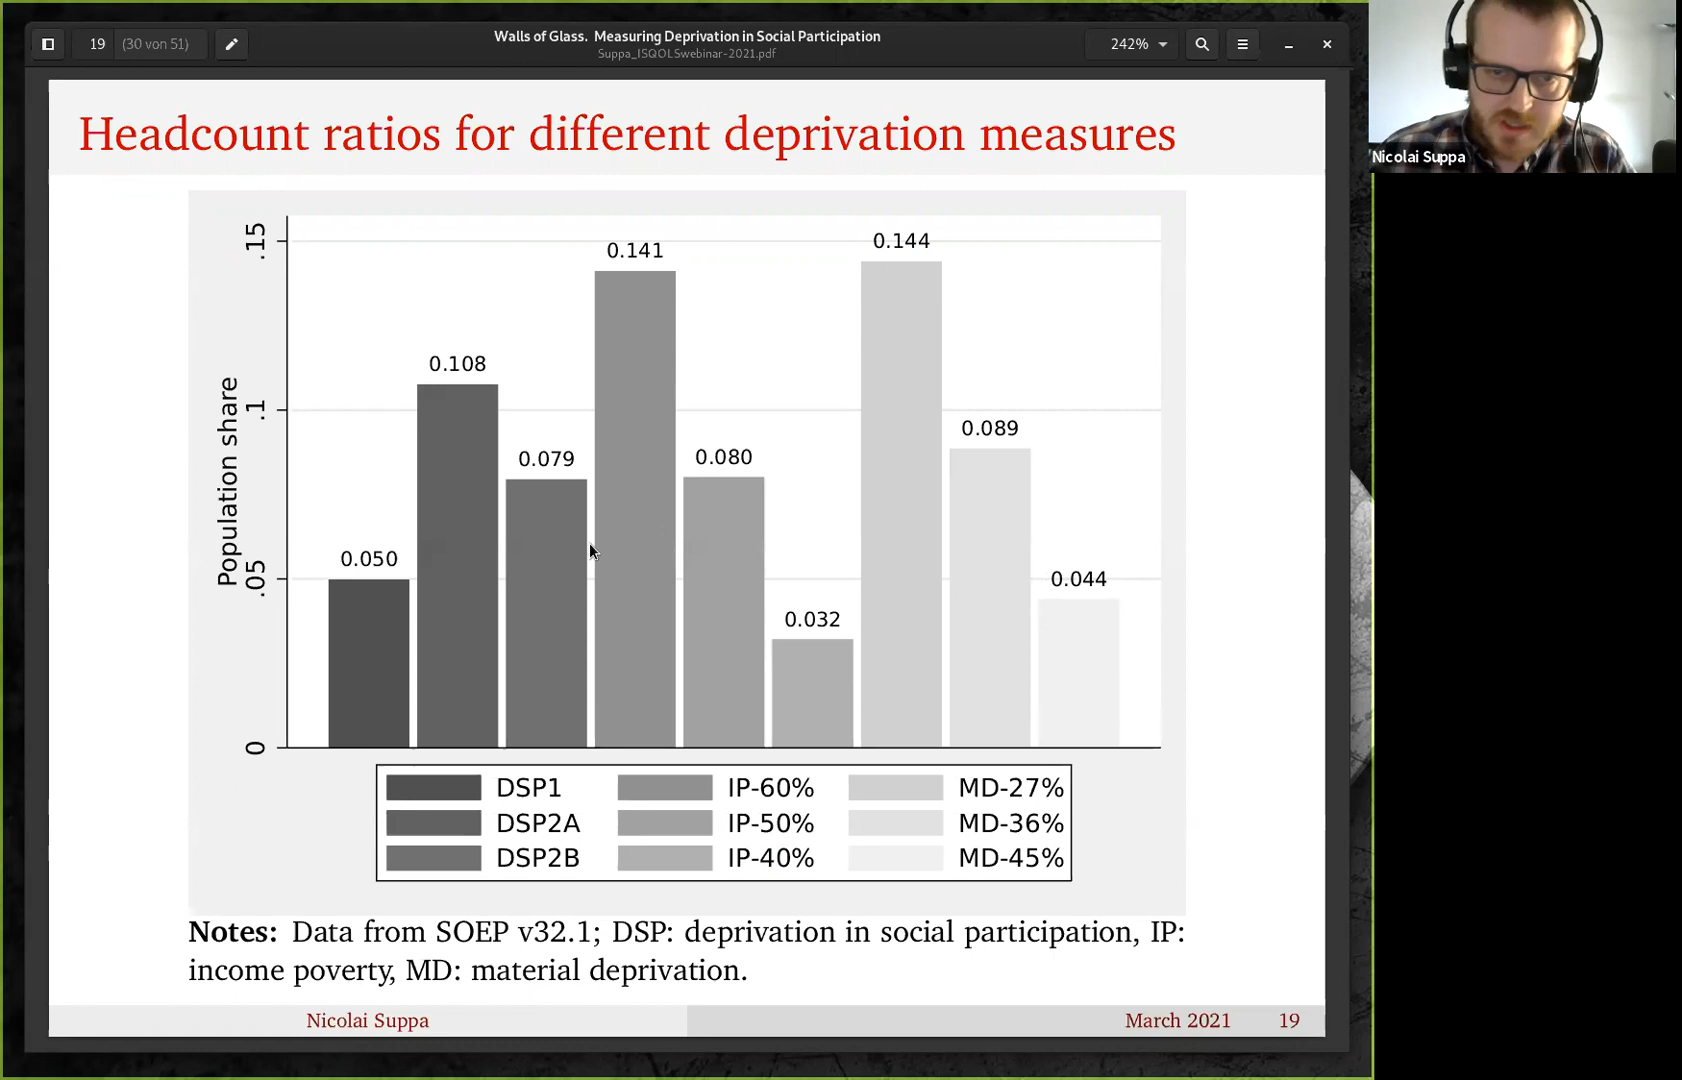 19 (30 von 51)
Walls of Glass. Measuring Deprivation in Social Participation
Suppa_ISQOLSwebinar-2021.pdf
242%
Nicolai Suppa
Headcount ratios for different deprivation measures
Population share
.15
.1
.05
0
0.050
0.108
0.079
0.141
0.080
0.032
0.144
0.089
0.044
DSP1 IP-60% MD-27%
DSP2A IP-50% MD-36%
DSP2B IP-40% MD-45%
Notes: Data from SOEP v32.1; DSP: deprivation in social participation, IP:
income poverty, MD: material deprivation.
Nicolai Suppa March 2021 19